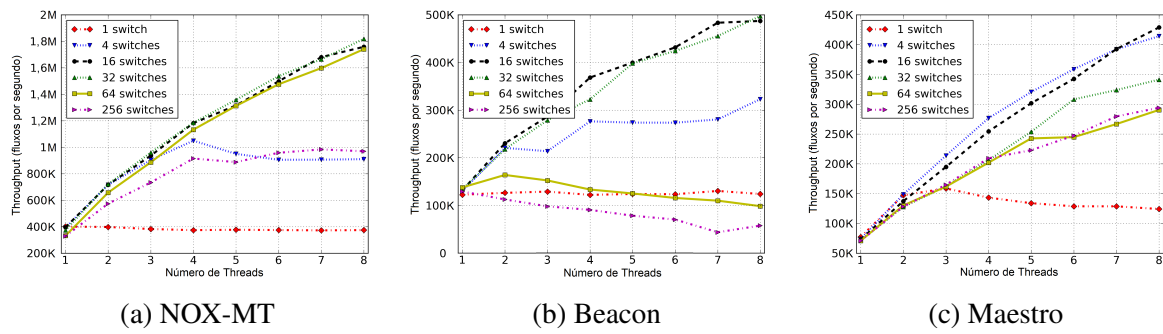 2M
1,8M
1,6M
1,4M
1,2M
1M
800K
600K
400K
200K
Throughput (fluxos por segundo)
1 switch
4 switches
16 switches
32 switches
64 switches
256 switches
1 2 3 4 5 6 7 8
Número de Threads
(a) NOX-MT
500K
400K
300K
200K
100K
0
Throughput (fluxos por segundo)
1 switch
4 switches
16 switches
32 switches
64 switches
256 switches
1 2 3 4 5 6 7 8
Número de Threads
(b) Beacon
450K
400K
350K
300K
250K
200K
150K
100K
50K
Throughput (fluxos por segundo)
1 switch
4 switches
16 switches
32 switches
64 switches
256 switches
1 2 3 4 5 6 7 8
Número de Threads
(c) Maestro